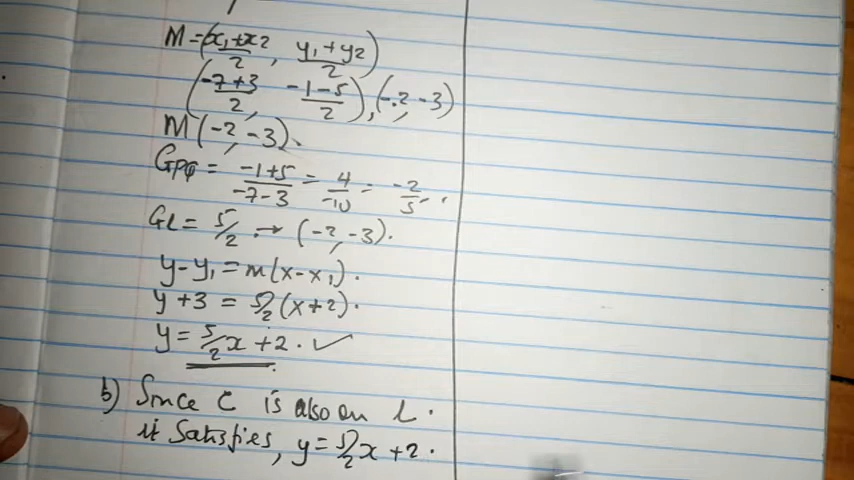 M = (x₁+x₂/2, y₁+y₂/2)
(-7+3/2, -1-5/2), (-2, -3)
M(-2, -3).
GPQ = -1+5/-7-3 = 4/-10 = -2/5.
GL = 5/2 → (-2, -3).
y-y₁ = m(x-x₁).
y+3 = 5/2(x+2).
y = 5/2x + 2. ✓
b) Since C is also on L.
it satisfies, y = 5/2x + 2.